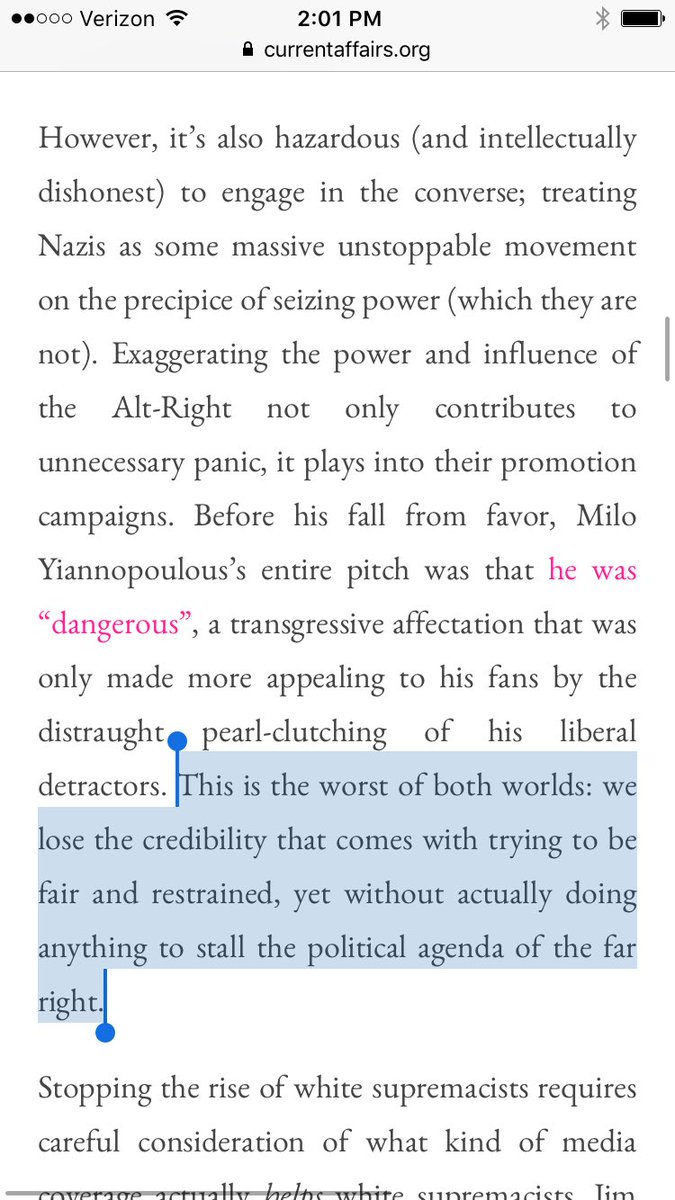 Verizon 2:01 PM
currentaffairs.org
However, it’s also hazardous (and intellectually
dishonest) to engage in the converse; treating
Nazis as some massive unstoppable movement
on the precipice of seizing power (which they are
not). Exaggerating the power and influence of
the Alt-Right not only contributes to
unnecessary panic, it plays into their promotion
campaigns. Before his fall from favor, Milo
Yiannopoulous’s entire pitch was that he was
“dangerous”, a transgressive affectation that was
only made more appealing to his fans by the
distraught pearl-clutching of his liberal
detractors. This is the worst of both worlds: we
lose the credibility that comes with trying to be
fair and restrained, yet without actually doing
anything to stall the political agenda of the far
right.
Stopping the rise of white supremacists requires
careful consideration of what kind of media
coverage actually helps white supremacists. Jim